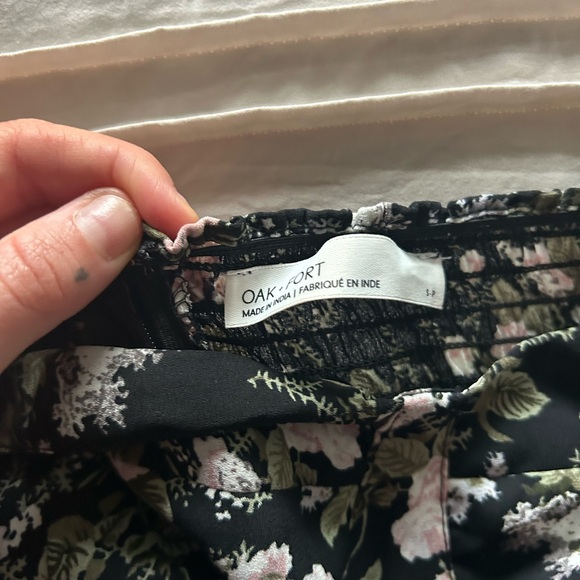 OAK + FORT
MADE IN INDIA | FABRIQUÉ EN INDE